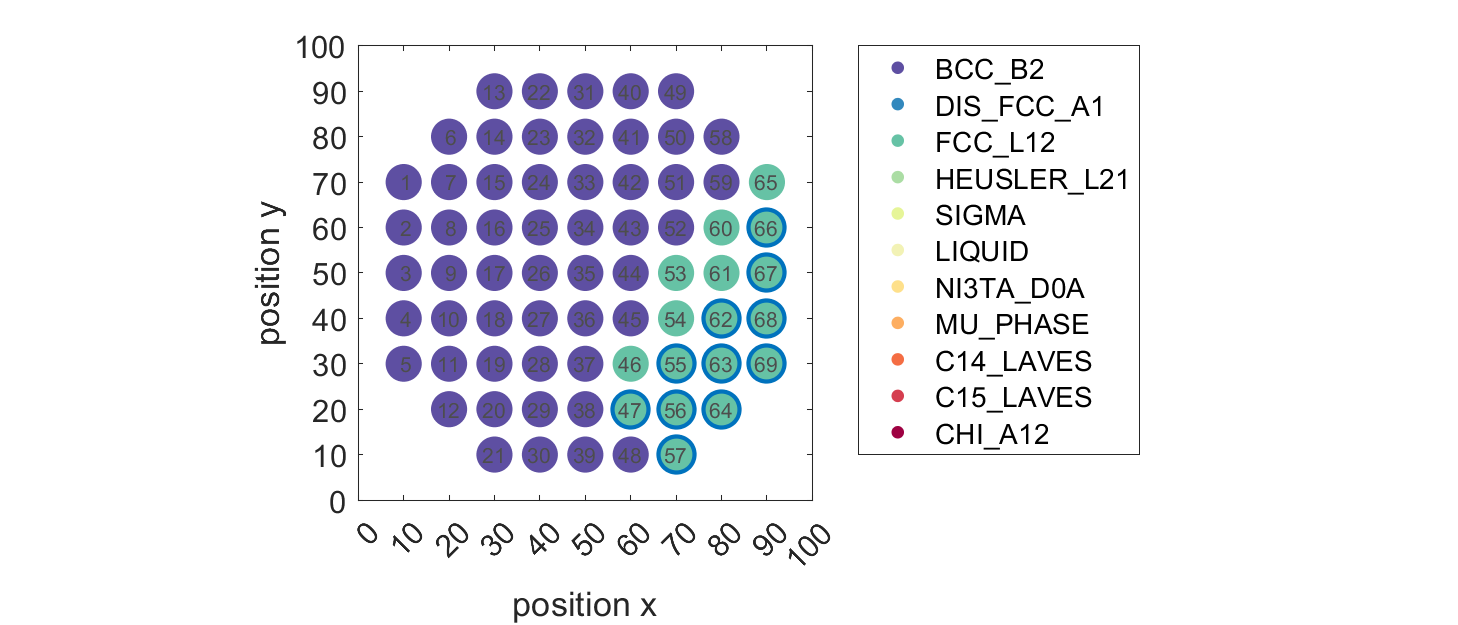 100
90
80
70
60
50
40
30
20
10
0
position y
13 22 31 40 49
6 14 23 32 41 50 58
1 7 15 24 33 42 51 59 65
2 8 16 25 34 43 52 60 66
3 9 17 26 35 44 53 61 67
4 10 18 27 36 45 54 62 68
5 11 19 28 37 46 55 63 69
12 20 29 38 47 56 64
21 30 39 48 57
0 10 20 30 40 50 60 70 80 90 100
position x
BCC_B2
DIS_FCC_A1
FCC_L12
HEUSLER_L21
SIGMA
LIQUID
NI3TA_D0A
MU_PHASE
C14_LAVES
C15_LAVES
CHI_A12